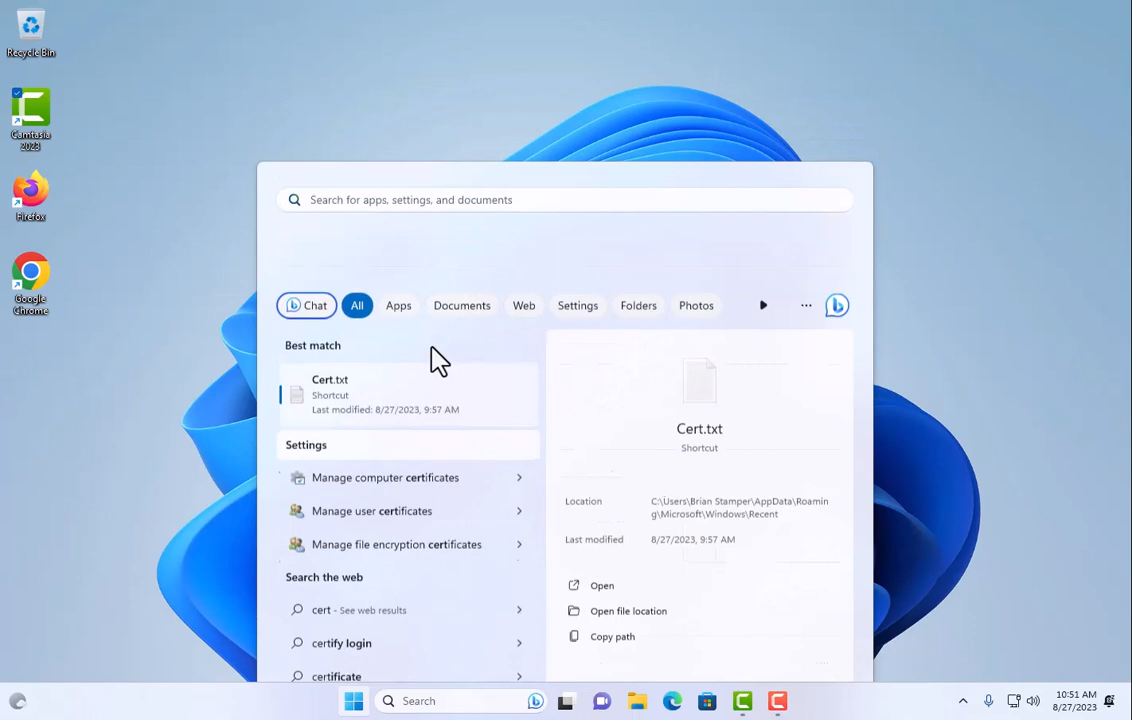 Recycle Bin
Camtasia
2023
Firefox
Google
Chrome
Search for apps, settings, and documents
Chat
All
Apps
Documents
Web
Settings
Folders
Photos
Best match
Cert.txt
Shortcut
Last modified: 8/27/2023, 9:57 AM
Settings
Manage computer certificates
Manage user certificates
Manage file encryption certificates
Search the web
cert - See web results
certify login
certificate
Cert.txt
Shortcut
Location
C:\Users\Brian Stamper\AppData\Roamin
g\Microsoft\Windows\Recent
Last modified
8/27/2023, 9:57 AM
Open
Open file location
Copy path
Search
10:51 AM
8/27/2023